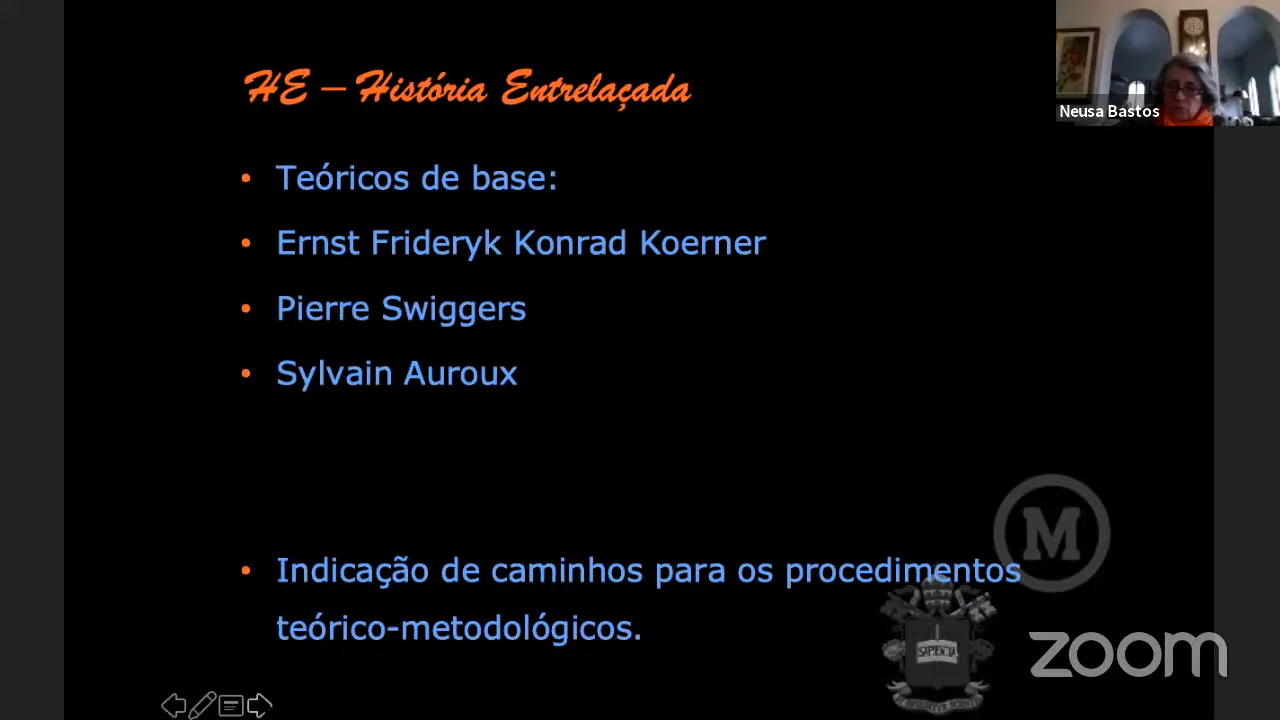 HE – História Entrelaçada
Neusa Bastos
• Teóricos de base:
• Ernst Frideryk Konrad Koerner
• Pierre Swiggers
• Sylvain Auroux
• Indicação de caminhos para os procedimentos
teórico-metodológicos.
M
SAPIENTIA
zoom